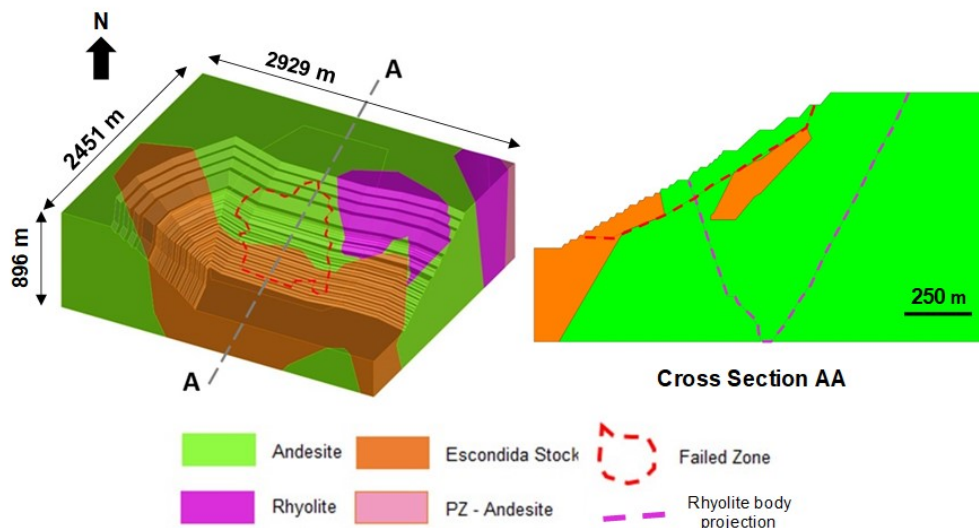 N
2929 m
A
2451 m
896 m
A
250 m
Cross Section AA
Andesite
Escondida Stock
Failed Zone
Rhyolite
PZ - Andesite
Rhyolite body
projection